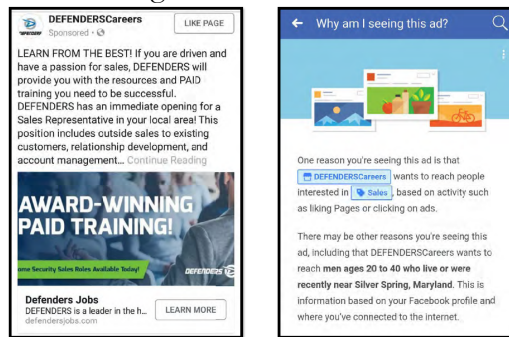 DEFENDERSCareers
Sponsored ·
LIKE PAGE
LEARN FROM THE BEST! If you are driven and
have a passion for sales, DEFENDERS will
provide you with the resources and PAID
training you need to be successful.
DEFENDERS has an immediate opening for a
Sales Representative in your local area! This
position includes outside sales to existing
customers, relationship development, and
account management... Continue Reading
AWARD-WINNING
PAID TRAINING!
ome Security Sales Roles Available Today!
DEFENDERS
Defenders Jobs
DEFENDERS is a leader in the h...
defendersjobs.com
LEARN MORE
Why am I seeing this ad?
One reason you're seeing this ad is that
DEFENDERSCareers wants to reach people
interested in Sales, based on activity such
as liking Pages or clicking on ads.
There may be other reasons you're seeing this
ad, including that DEFENDERSCareers wants to
reach men ages 20 to 40 who live or were
recently near Silver Spring, Maryland. This is
information based on your Facebook profile and
where you've connected to the internet.